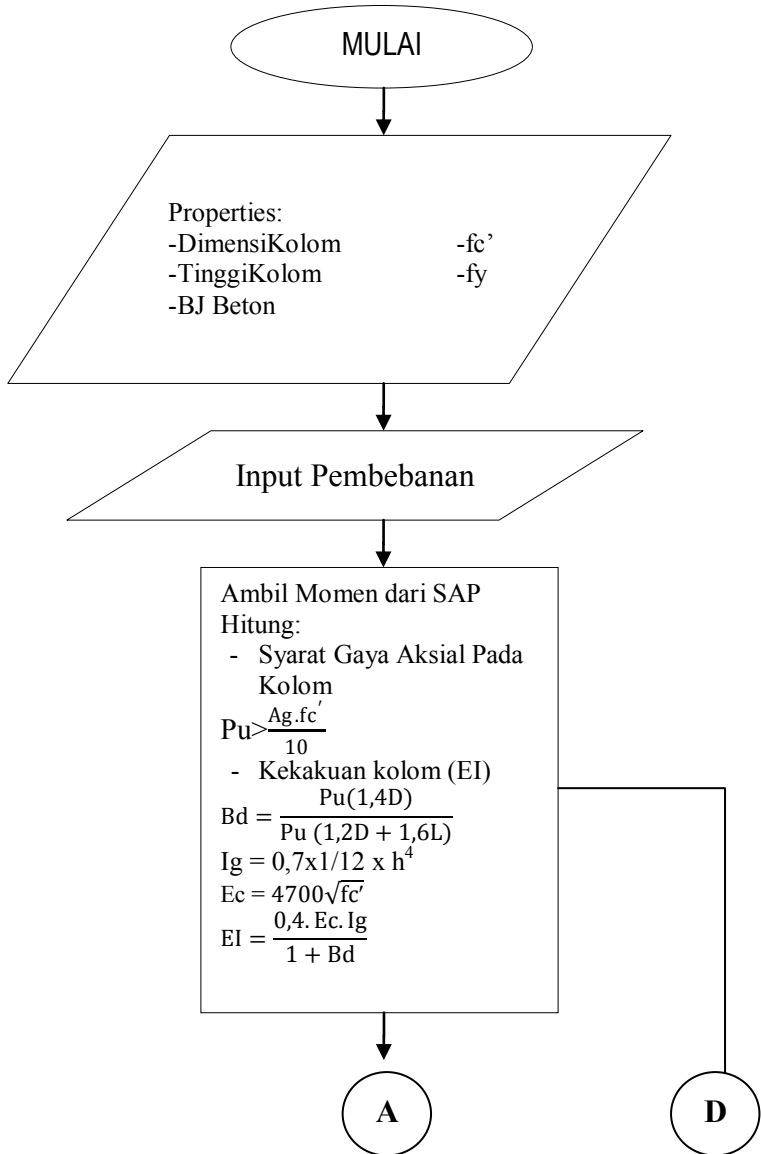 MULAI
Properties:
-DimensiKolom -fc’
-TinggiKolom -fy
-BJ Beton
Input Pembebanan
Ambil Momen dari SAP
Hitung:
- Syarat Gaya Aksial Pada
Kolom
Pu>Ag.fc′/10
- Kekakuan kolom (EI)
Bd = Pu(1,4D)/Pu (1,2D + 1,6L)
Ig = 0,7x1/12 x h⁴
Ec = 4700√fc′
EI = 0,4. Ec. Ig/1 + Bd
A D